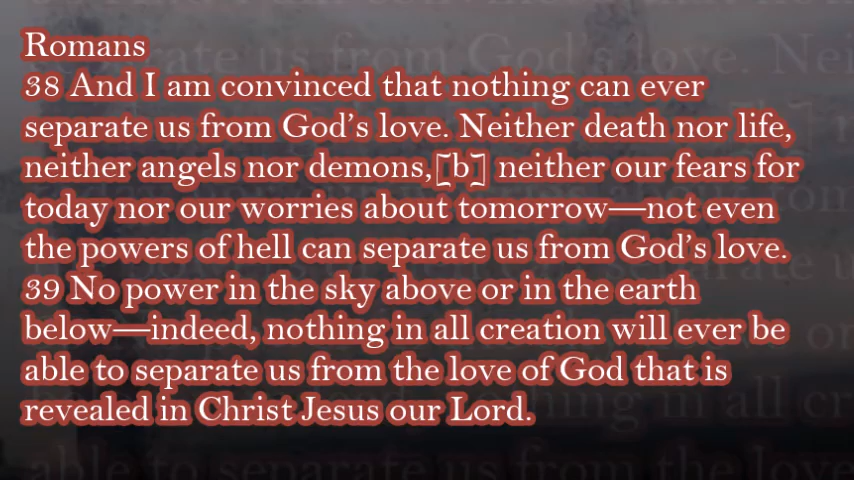 Romans
38 And I am convinced that nothing can ever
separate us from God's love. Neither death nor life,
neither angels nor demons,[b] neither our fears for
today nor our worries about tomorrow—not even
the powers of hell can separate us from God's love.
39 No power in the sky above or in the earth
below—indeed, nothing in all creation will ever be
able to separate us from the love of God that is
revealed in Christ Jesus our Lord.